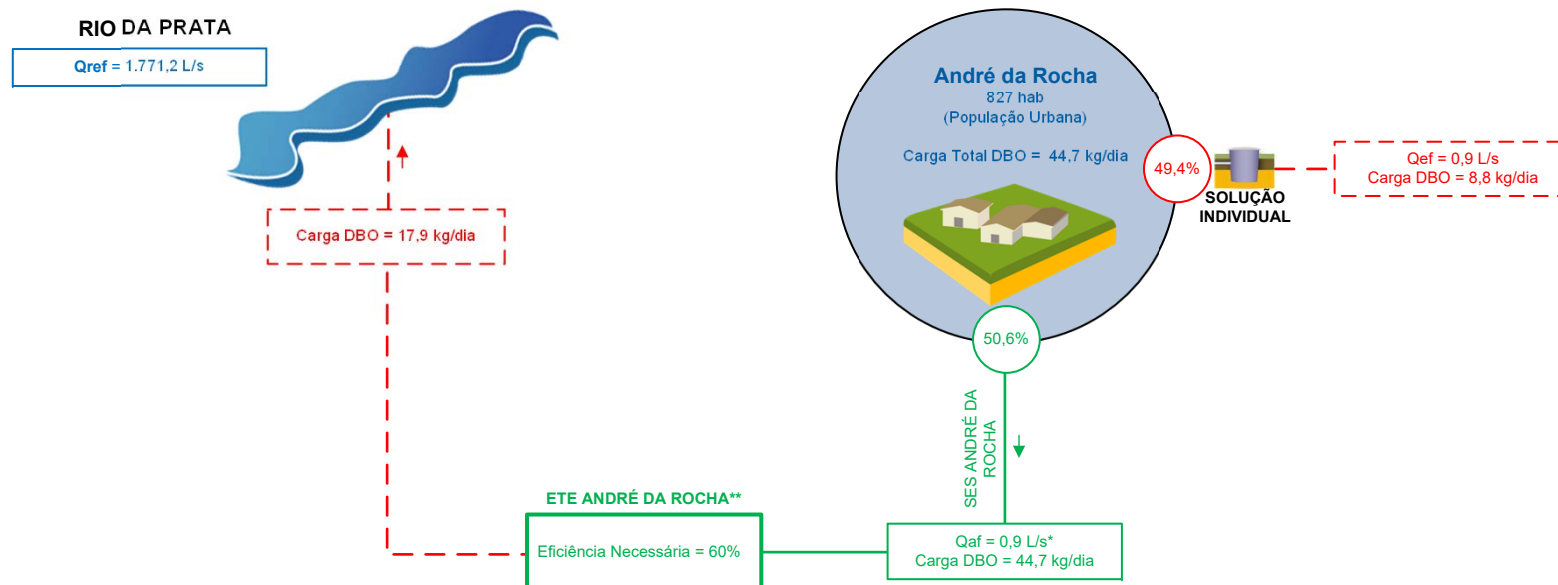 RIO DA PRATA
Qref = 1.771,2 L/s
Carga DBO = 17,9 kg/dia
André da Rocha
827 hab
(População Urbana)
Carga Total DBO = 44,7 kg/dia
49,4%
SOLUÇÃO
INDIVIDUAL
Qef = 0,9 L/s
Carga DBO = 8,8 kg/dia
50,6%
SES ANDRÉ DA
ROCHA
ETE ANDRÉ DA ROCHA**
Eficiência Necessária = 60%
Qaf = 0,9 L/s*
Carga DBO = 44,7 kg/dia